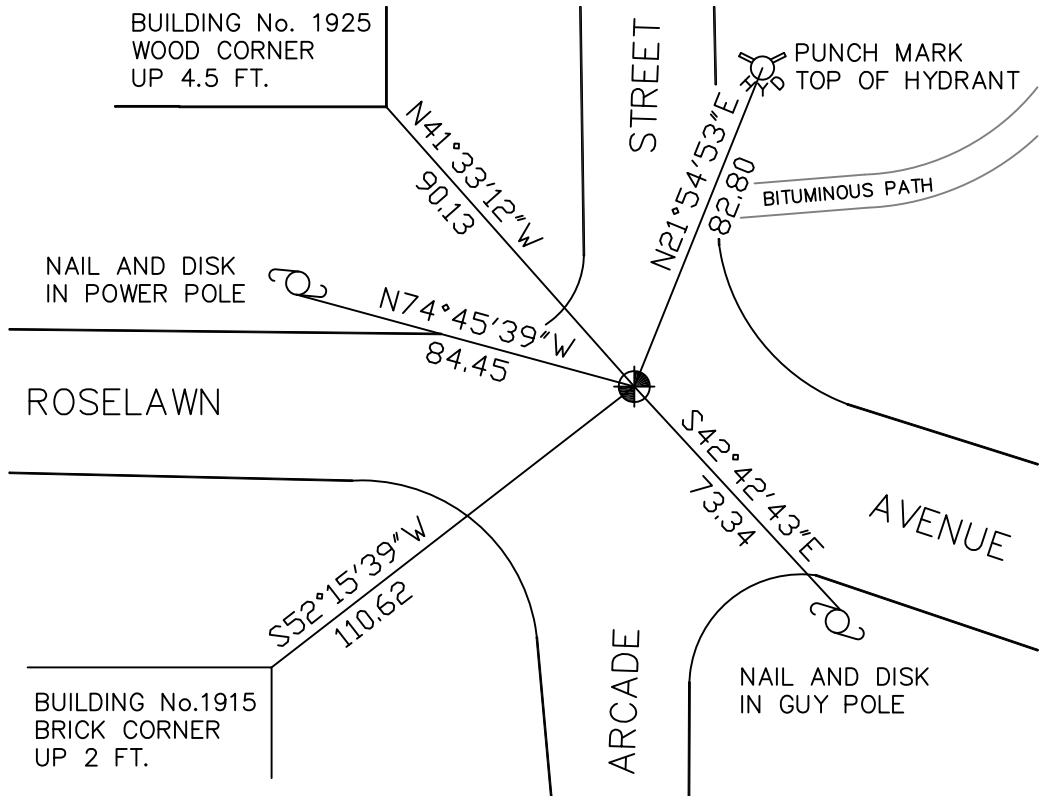 BUILDING No. 1925
WOOD CORNER
UP 4.5 FT.
STREET
PUNCH MARK
TOP OF HYDRANT
HYD
N41°33'12"W
90.13
N21°54'53"E
82.80
BITUMINOUS PATH
NAIL AND DISK
IN POWER POLE
N74°45'39"W
84.45
ROSELAWN
S42°42'43"E
73.34
AVENUE
S52°15'39"W
110.62
ARCADE
NAIL AND DISK
IN GUY POLE
BUILDING No.1915
BRICK CORNER
UP 2 FT.